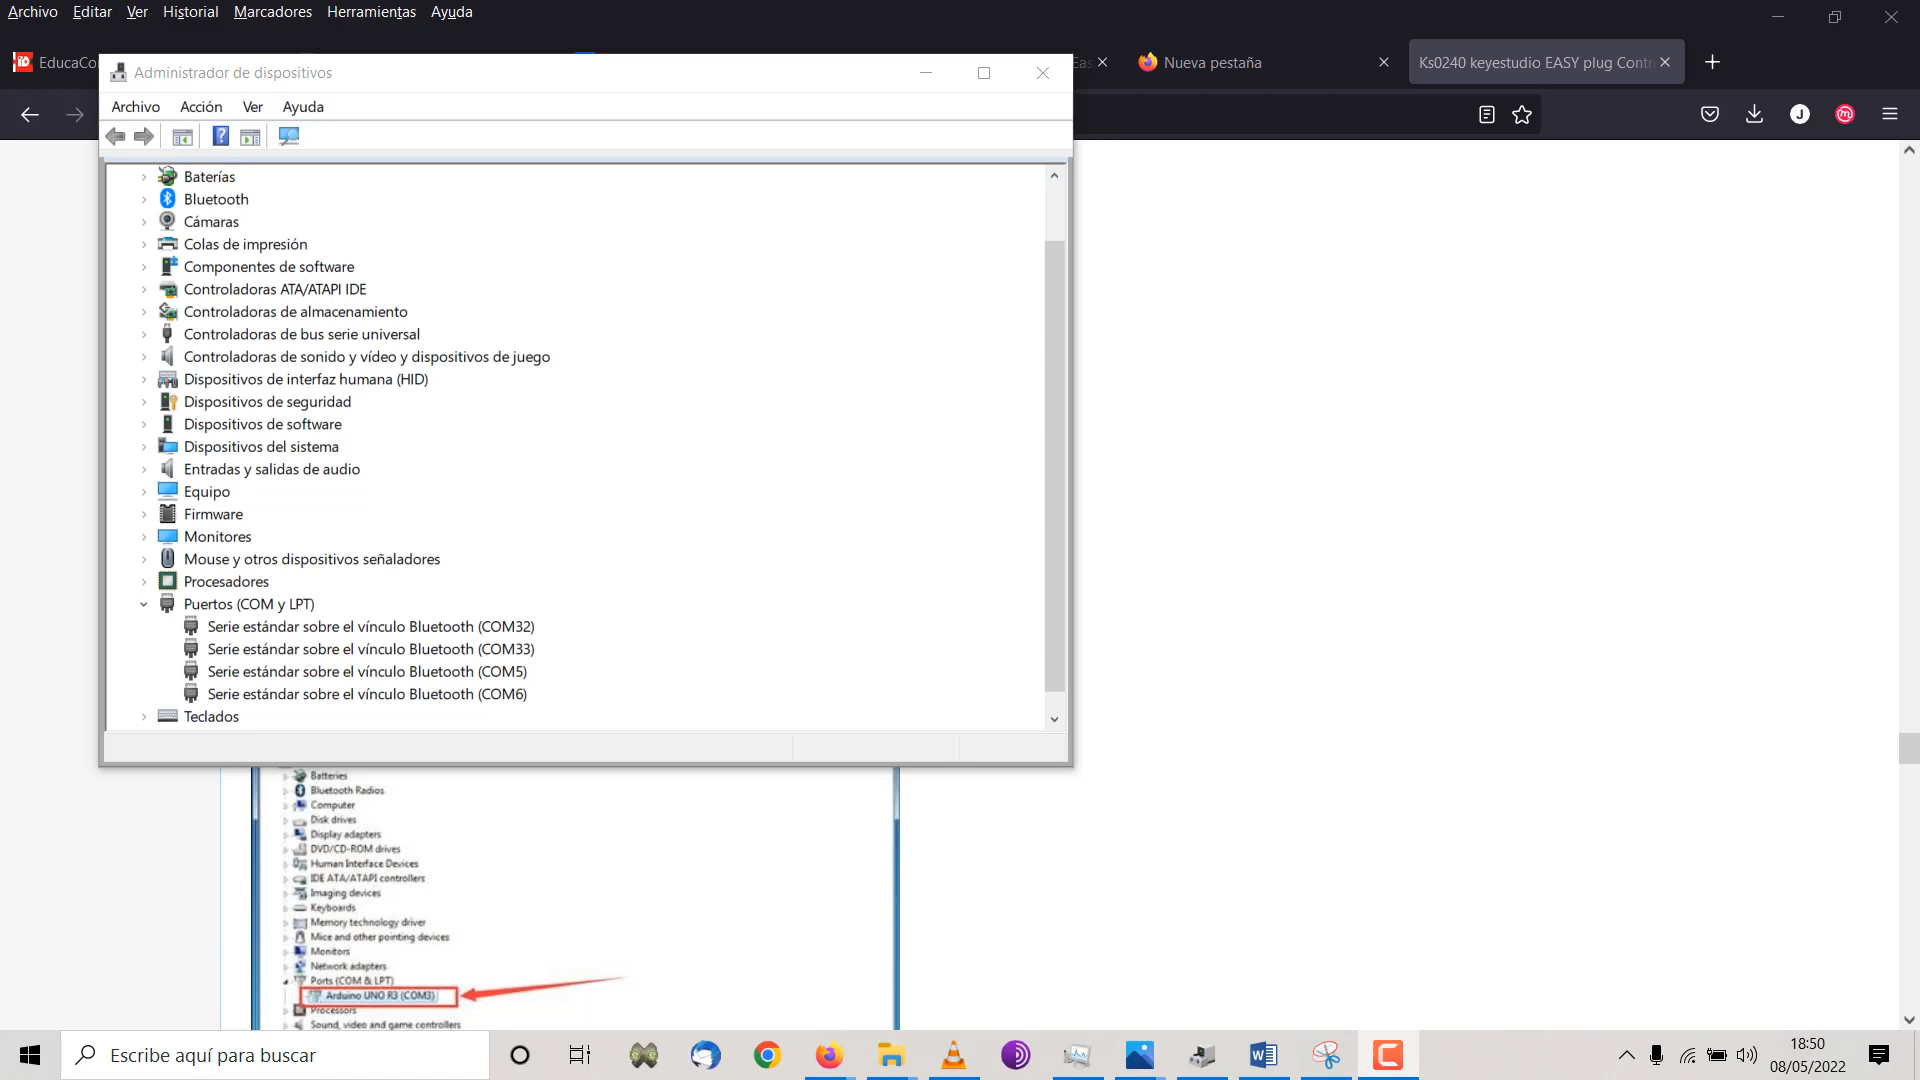 Archivo Editar Ver Historial Marcadores Herramientas Ayuda
EducaCo
Eas
Nueva pestaña
Ks0240 keyestudio EASY plug Contr
Administrador de dispositivos
Archivo Acción Ver Ayuda
Baterías
Bluetooth
Cámaras
Colas de impresión
Componentes de software
Controladoras ATA/ATAPI IDE
Controladoras de almacenamiento
Controladoras de bus serie universal
Controladoras de sonido y vídeo y dispositivos de juego
Dispositivos de interfaz humana (HID)
Dispositivos de seguridad
Dispositivos de software
Dispositivos del sistema
Entradas y salidas de audio
Equipo
Firmware
Monitores
Mouse y otros dispositivos señaladores
Procesadores
Puertos (COM y LPT)
Serie estándar sobre el vínculo Bluetooth (COM32)
Serie estándar sobre el vínculo Bluetooth (COM33)
Serie estándar sobre el vínculo Bluetooth (COM5)
Serie estándar sobre el vínculo Bluetooth (COM6)
Teclados
Batteries
Bluetooth Radios
Computer
Disk drives
Display adapters
DVD/CD-ROM drives
Human Interface Devices
IDE ATA/ATAPI controllers
Imaging devices
Keyboards
Memory technology driver
Mice and other pointing devices
Monitors
Network adapters
Ports (COM & LPT)
Arduino UNO R3 (COM3)
Processors
Sound, video and game controllers
Escribe aquí para buscar
18:50
08/05/2022